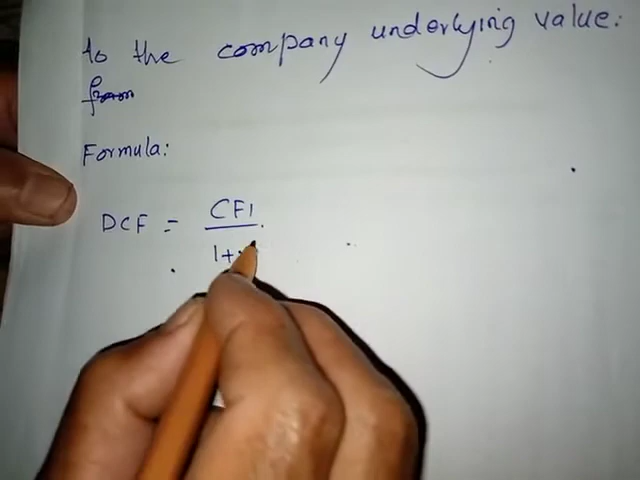 to the company underlying value.
Formula:
DCF = CF1
1+